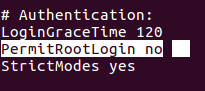 # Authentication:
LoginGraceTime 120
PermitRootLogin no
StrictModes yes